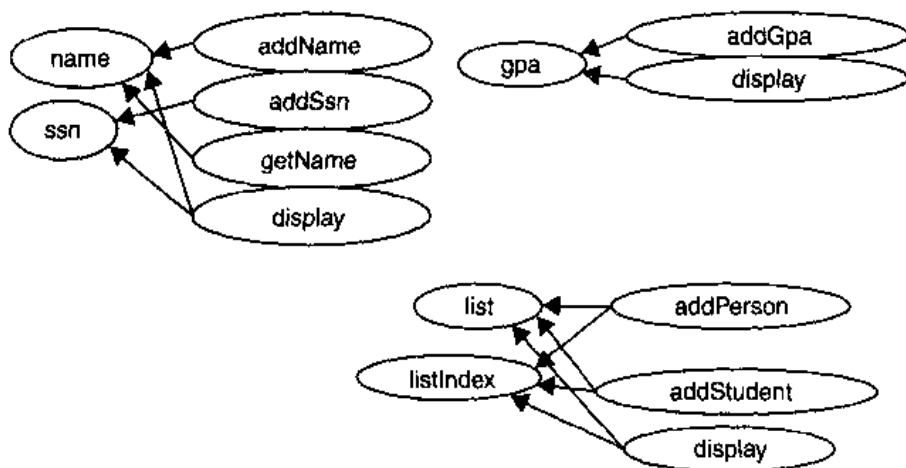 name
addName
addSsn
ssn
getName
display
gpa
addGpa
display
list
addPerson
listIndex
addStudent
display